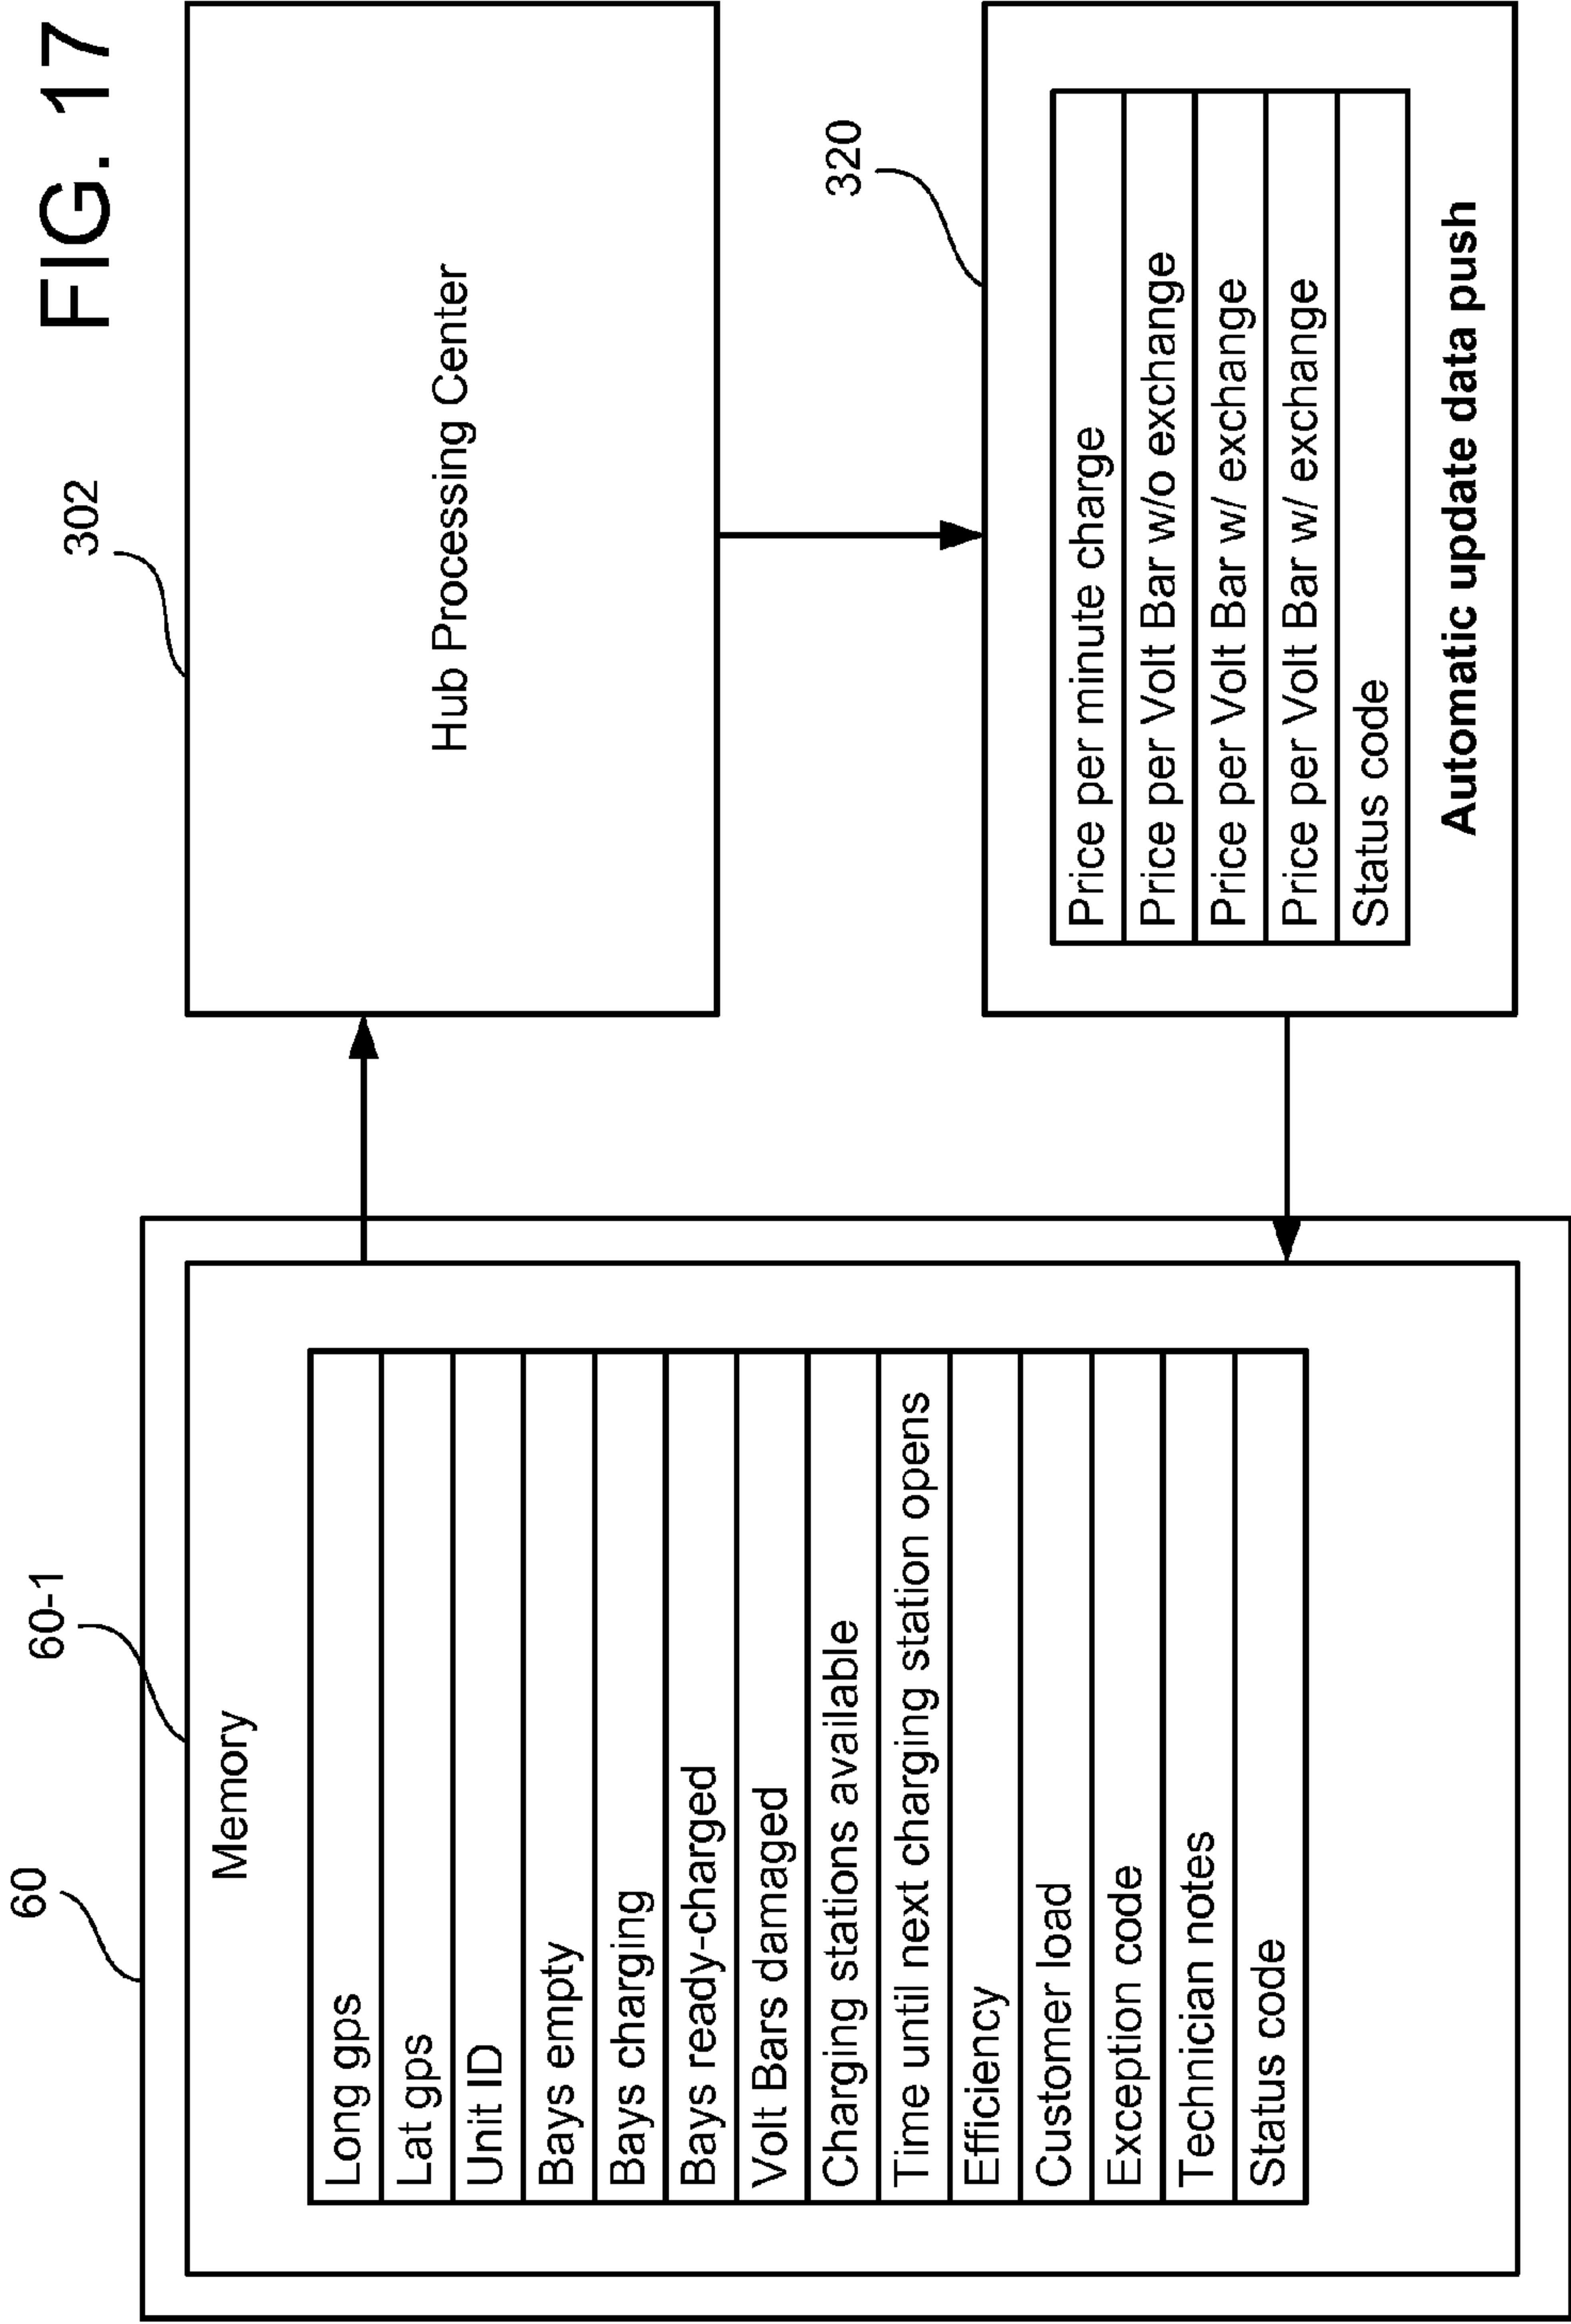 FIG. 17
60
60-1
Memory
Long gps
Lat gps
Unit ID
Bays empty
Bays charging
Bays ready-charged
Volt Bars damaged
Charging stations available
Time until next charging station opens
Efficiency
Customer load
Exception code
Technician notes
Status code
302
Hub Processing Center
320
Price per minute charge
Price per Volt Bar w/o exchange
Price per Volt Bar w/ exchange
Price per Volt Bar w/ exchange
Status code
Automatic update data push